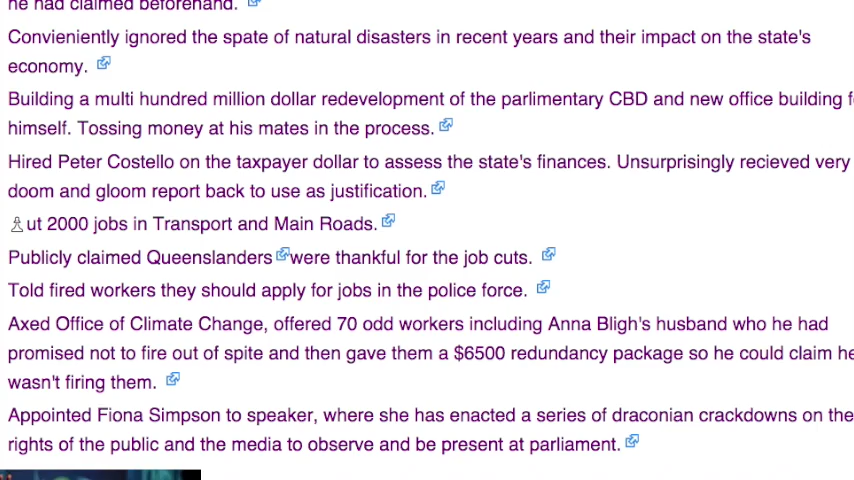 he had claimed beforehand.
Convieniently ignored the spate of natural disasters in recent years and their impact on the state's
economy.
Building a multi hundred million dollar redevelopment of the parlimentary CBD and new office building f
himself. Tossing money at his mates in the process.
Hired Peter Costello on the taxpayer dollar to assess the state's finances. Unsurprisingly recieved very
doom and gloom report back to use as justification.
ut 2000 jobs in Transport and Main Roads.
Publicly claimed Queenslanders were thankful for the job cuts.
Told fired workers they should apply for jobs in the police force.
Axed Office of Climate Change, offered 70 odd workers including Anna Bligh's husband who he had
promised not to fire out of spite and then gave them a $6500 redundancy package so he could claim he
wasn't firing them.
Appointed Fiona Simpson to speaker, where she has enacted a series of draconian crackdowns on the
rights of the public and the media to observe and be present at parliament.